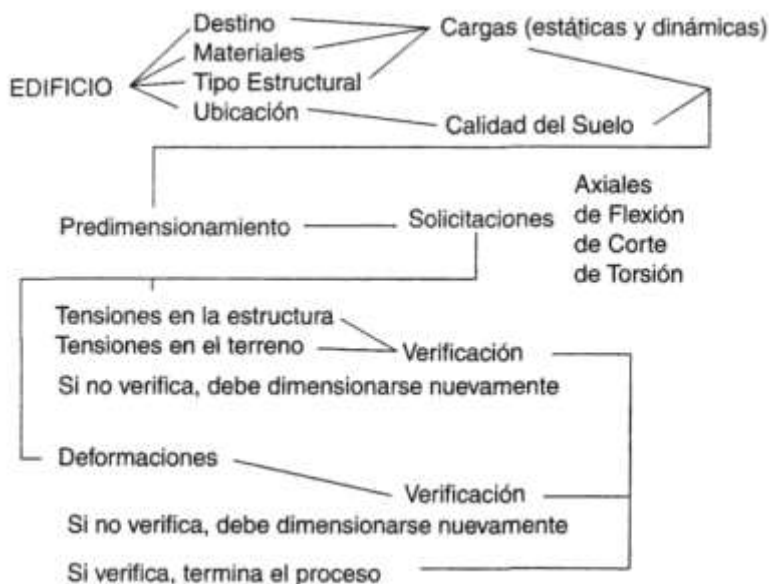 Destino
Cargas (estáticas y dinámicas)
Materiales
EDIFICIO
Tipo Estructural
Ubicación
Calidad del Suelo
Predimensionamiento
Solicitaciones
Axiales
de Flexión
de Corte
de Torsión
Tensiones en la estructura
Tensiones en el terreno
Verificación
Si no verifica, debe dimensionarse nuevamente
Deformaciones
Verificación
Si no verifica, debe dimensionarse nuevamente
Si verifica, termina el proceso